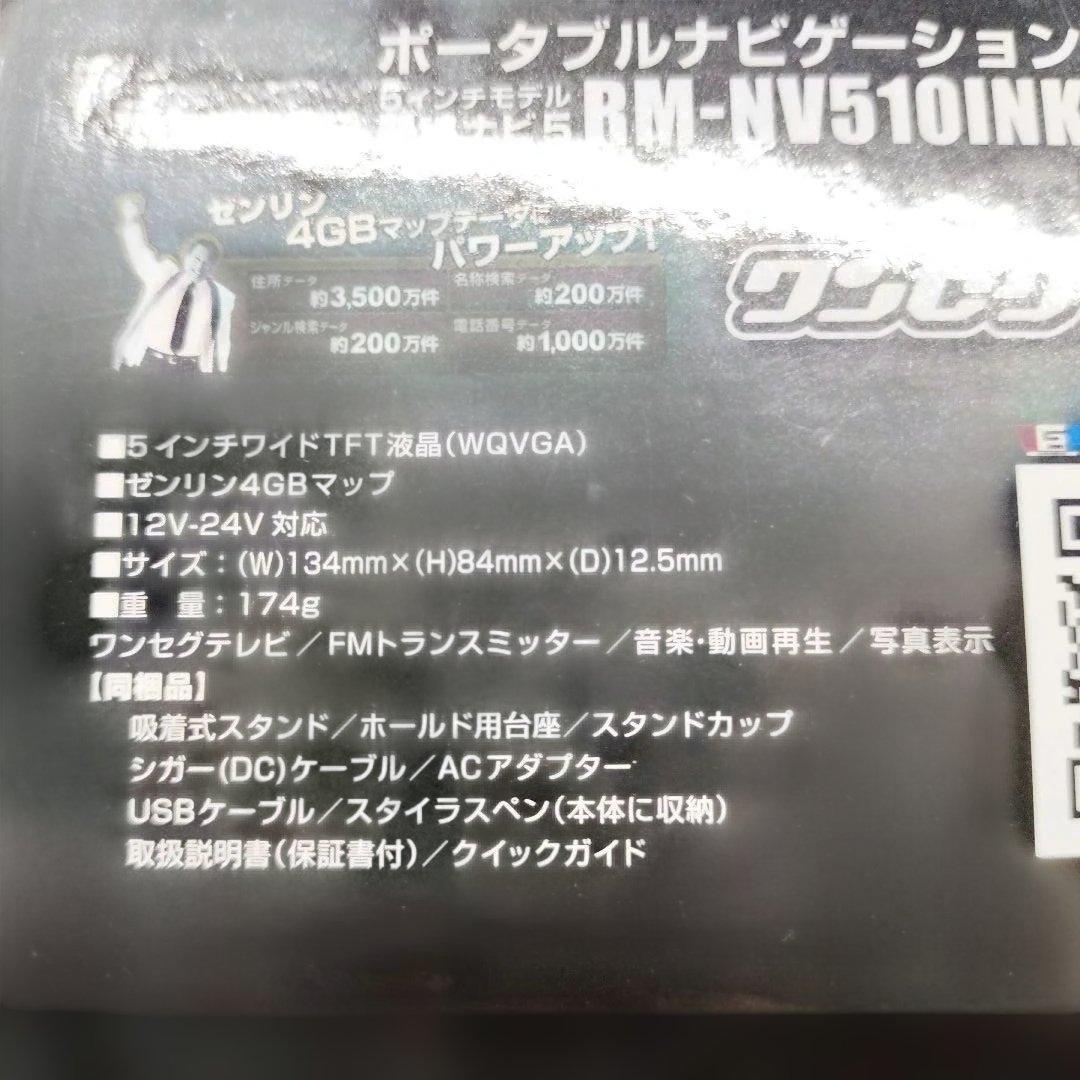 ポータブルナビゲーション
5インチモデル
ナビ5 RM-NV510INK
ゼンリン
4GBマップデータに
パワーアップ!
住所データ 約3,500万件
名称検索データ 約200万件
ジャンル検索データ 約200万件
電話番号データ 約1,000万件
ワンセグ
■5インチワイドTFT液晶(WQVGA)
■ゼンリン4GBマップ
■12V-24V対応
■サイズ:(W)134mm×(H)84mm×(D)12.5mm
■重 量:174g
ワンセグテレビ/FMトランスミッター/音楽・動画再生/写真表示
【同梱品】
吸着式スタンド/ホールド用台座/スタンドカップ
シガー(DC)ケーブル/ACアダプター
USBケーブル/スタイラスペン(本体に収納)
取扱説明書(保証書付)/クイックガイド